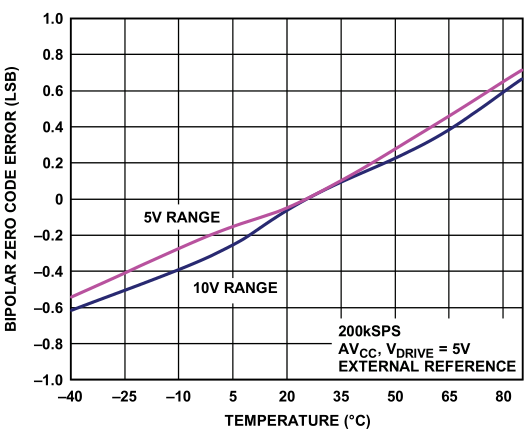 1.0
0.8
0.6
0.4
0.2
0
–0.2
–0.4
–0.6
–0.8
–1.0
BIPOLAR ZERO CODE ERROR (LSB)
5V RANGE
10V RANGE
200kSPS
AVCC, VDRIVE = 5V
EXTERNAL REFERENCE
–40 –25 –10 5 20 35 50 65 80
TEMPERATURE (°C)